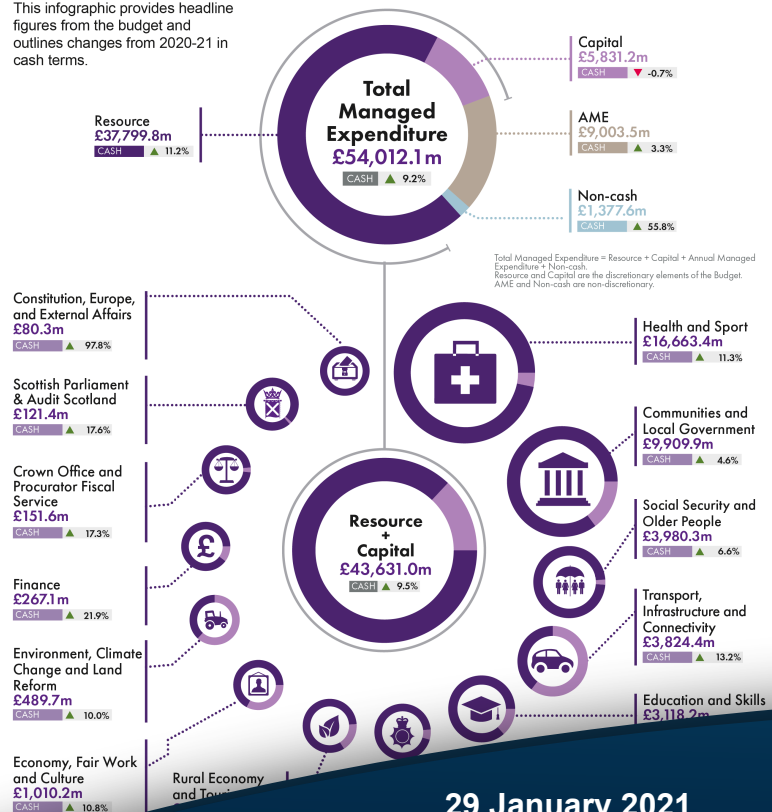 This infographic provides headline
figures from the budget and
outlines changes from 2020-21 in
cash terms.
Total
Managed
Expenditure
£54,012.1m
CASH 9.2%
Resource
£37,799.8m
CASH 11.2%
Capital
£5,831.2m
CASH -0.7%
AME
£9,003.5m
CASH 3.3%
Non-cash
£1,377.6m
CASH 55.8%
Total Managed Expenditure = Resource + Capital + Annual Managed
Expenditure + Non-cash.
Resource and Capital are the discretionary elements of the Budget.
AME and Non-cash are non-discretionary.
Constitution, Europe,
and External Affairs
£80.3m
CASH 97.8%
Scottish Parliament
& Audit Scotland
£121.4m
CASH 17.6%
Crown Office and
Procurator Fiscal
Service
£151.6m
CASH 17.3%
Finance
£267.1m
CASH 21.9%
Environment, Climate
Change and Land
Reform
£489.7m
CASH 10.0%
Economy, Fair Work
and Culture
£1,010.2m
CASH 10.8%
Rural Economy
and
Resource
+
Capital
£43,631.0m
CASH 9.5%
Health and Sport
£16,663.4m
CASH 11.3%
Communities and
Local Government
£9,909.9m
CASH 4.6%
Social Security and
Older People
£3,980.3m
CASH 6.6%
Transport,
Infrastructure and
Connectivity
£3,824.4m
CASH 13.2%
Education and Skills
£3,118.2m
29 January 2021